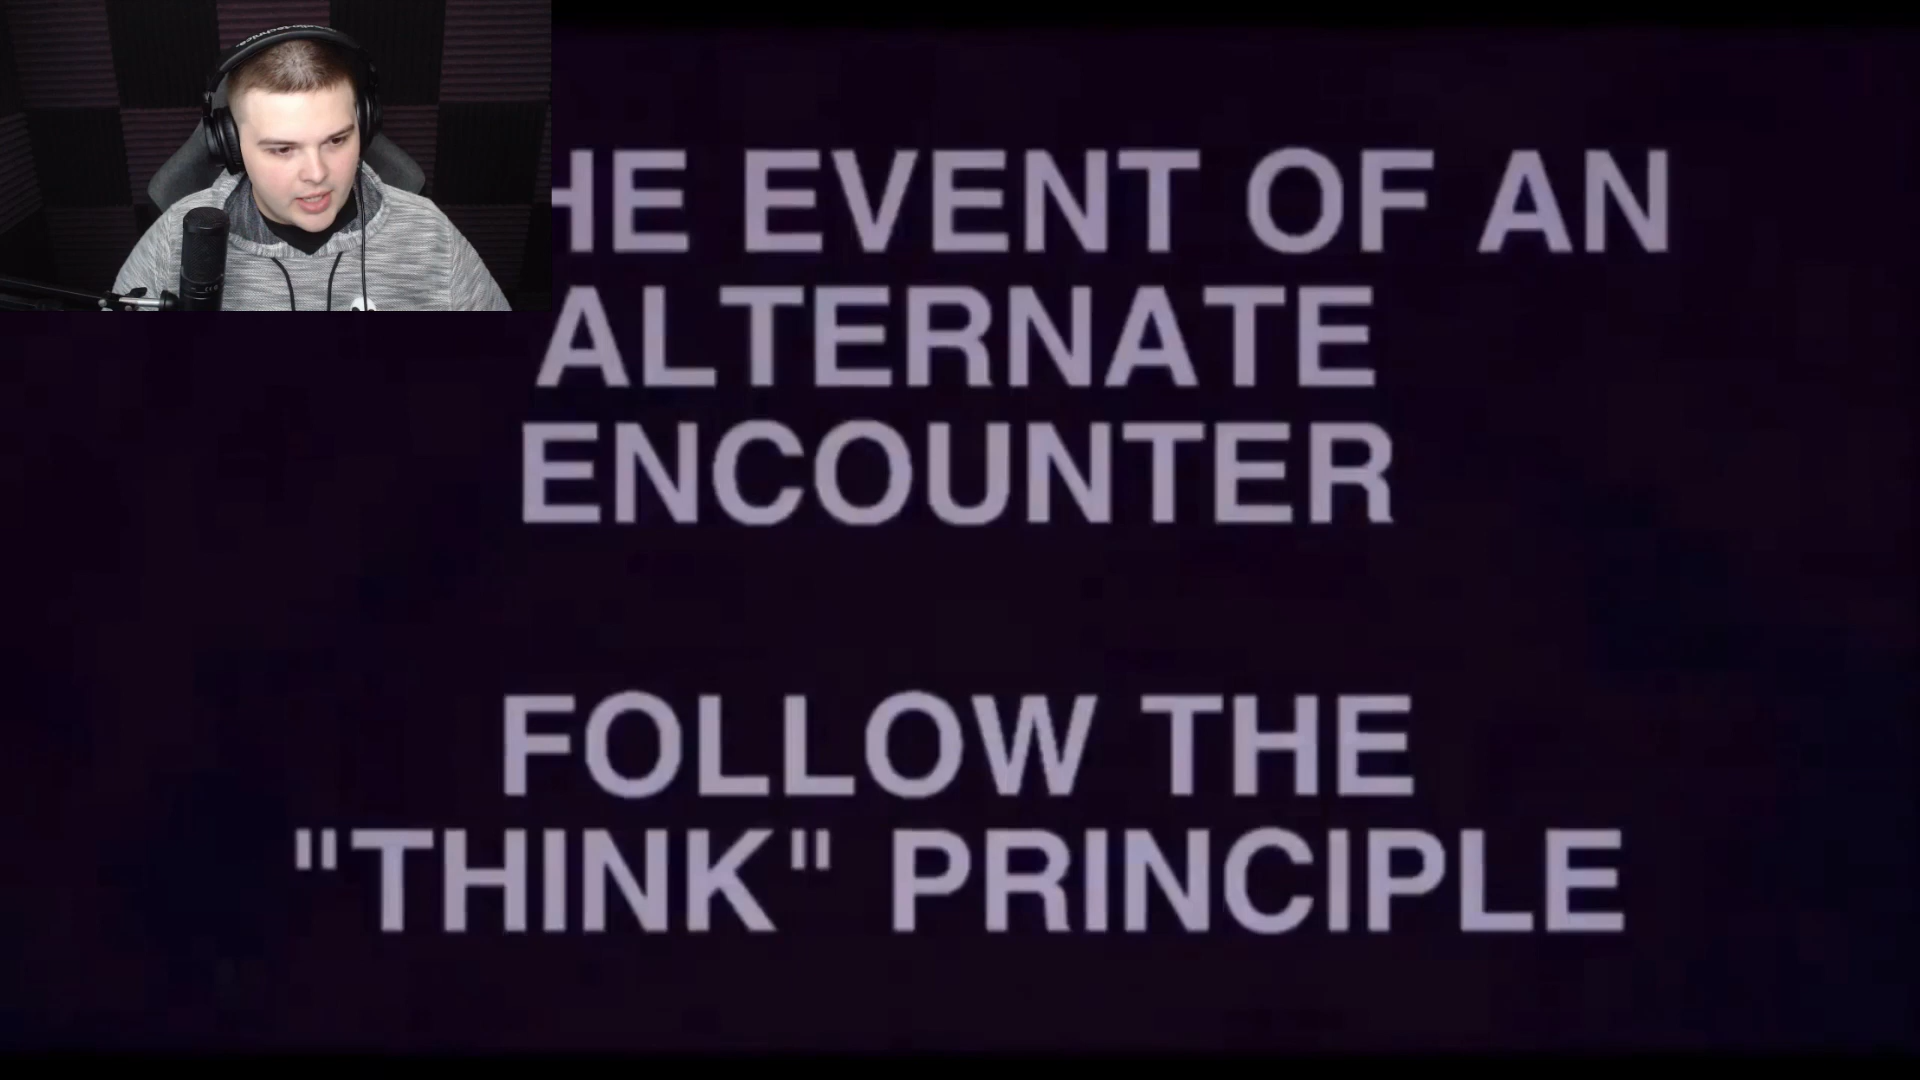 HE EVENT OF AN
ALTERNATE
ENCOUNTER
FOLLOW THE
"THINK" PRINCIPLE